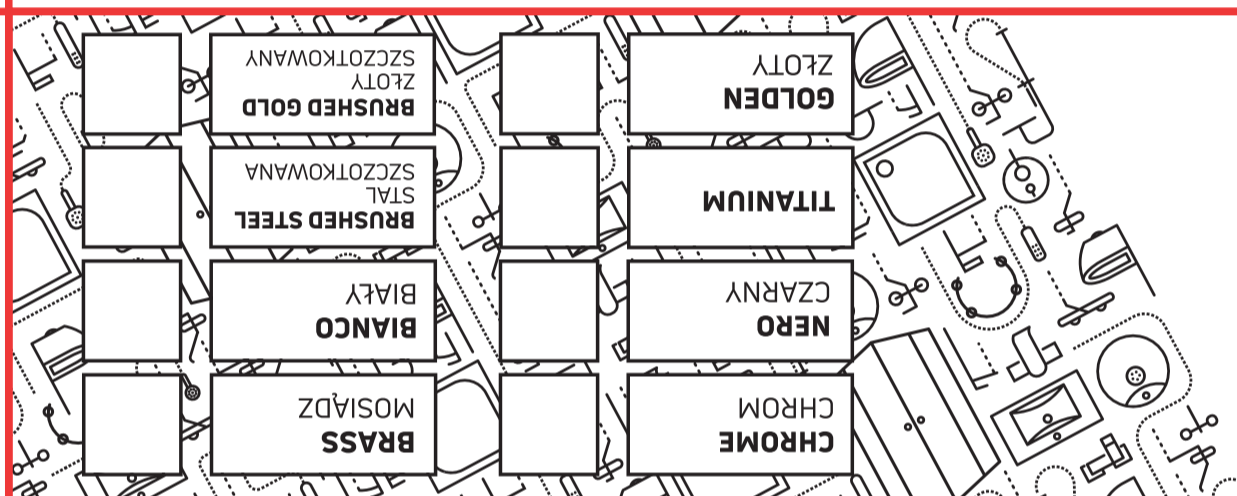 CHROME
CHROM
NERO
CZARNY
TITANIUM
GOLDEN
ZŁOTY
BRASS
MOSIĄDZ
BIANCO
BIAŁY
BRUSHED STEEL
STAL
SZCZOTKOWANA
BRUSHED GOLD
ZŁOTY
SZCZOTKOWANY